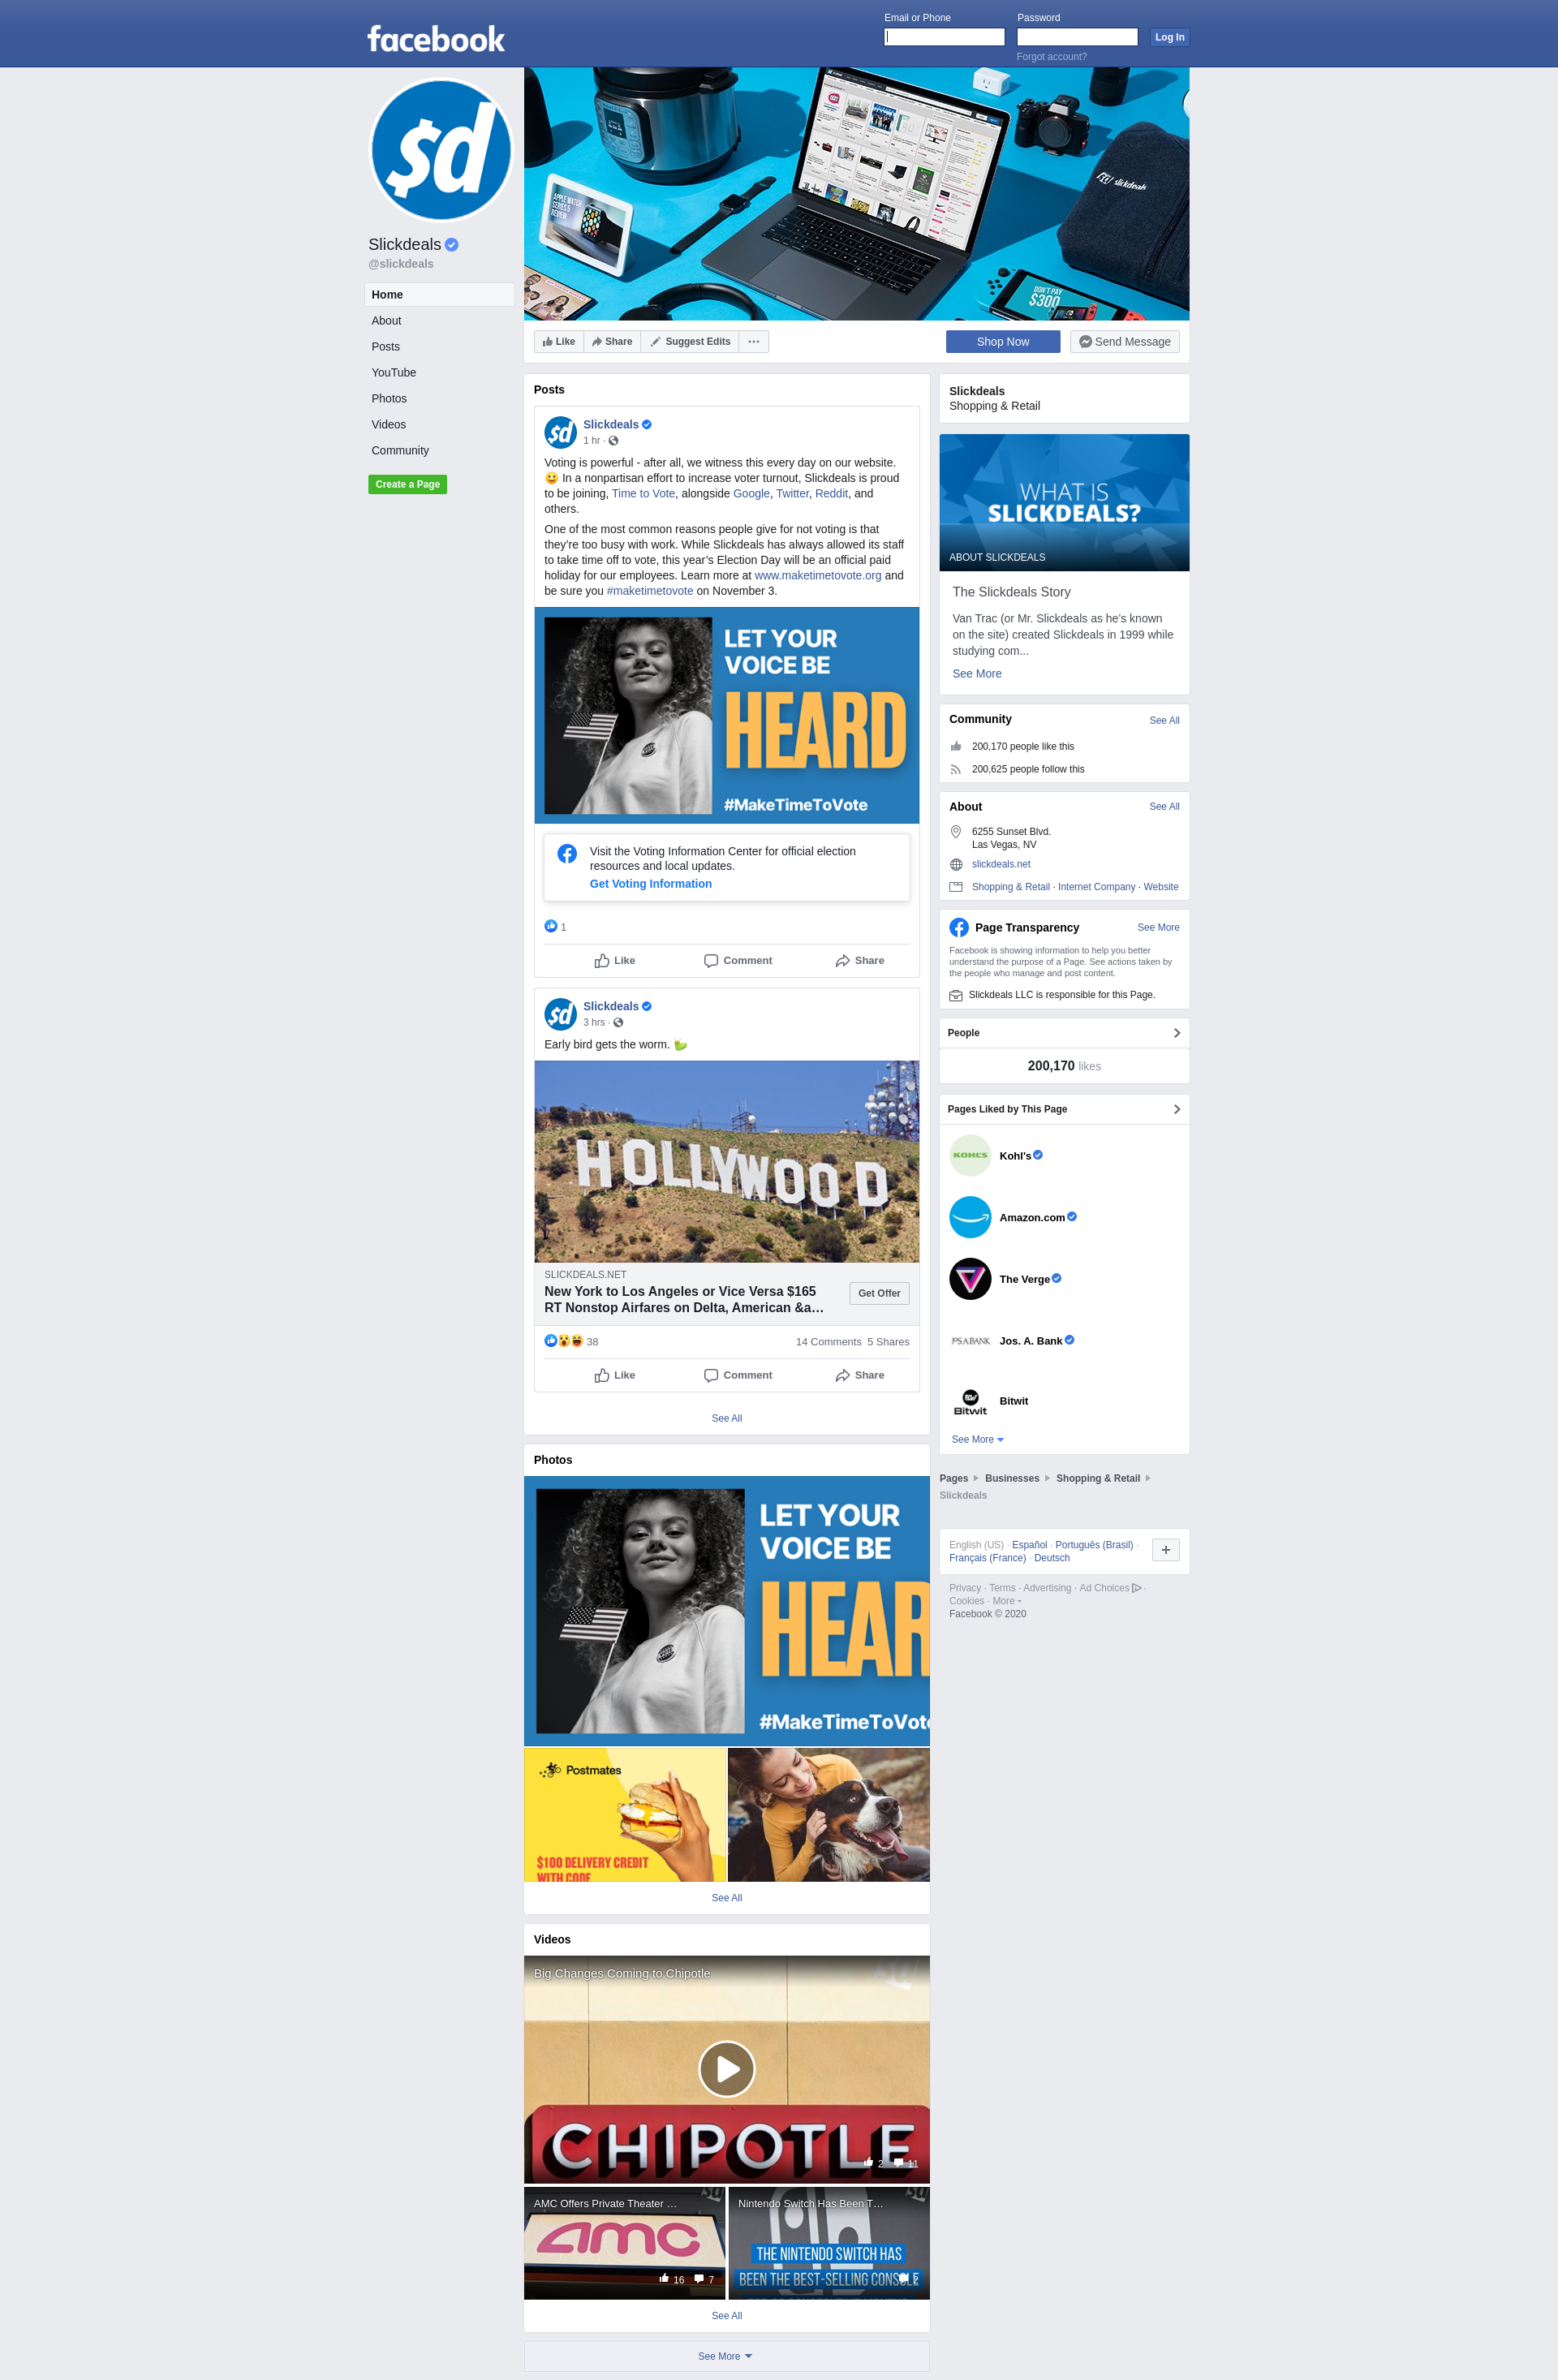 facebook
Email or Phone
Password
Log In
Forgot account?
$d
Slickdeals
@slickdeals
Home
About
Posts
YouTube
Photos
Videos
Community
Create a Page
APPLE WATCH
SERIES 5
REVIEW
slickdeals
DON'T PAY
$300
Like
Share
Suggest Edits
Shop Now
Send Message
Posts
$d
Slickdeals
1 hr ·
Voting is powerful - after all, we witness this every day on our website.
😀 In a nonpartisan effort to increase voter turnout, Slickdeals is proud
to be joining, Time to Vote, alongside Google, Twitter, Reddit, and
others.
One of the most common reasons people give for not voting is that
they’re too busy with work. While Slickdeals has always allowed its staff
to take time off to vote, this year’s Election Day will be an official paid
holiday for our employees. Learn more at www.maketimetovote.org and
be sure you #maketimetovote on November 3.
LET YOUR
VOICE BE
HEARD
#MakeTimeToVote
Visit the Voting Information Center for official election
resources and local updates.
Get Voting Information
1
Like
Comment
Share
$d
Slickdeals
3 hrs ·
Early bird gets the worm.
HOLLYWOOD
SLICKDEALS.NET
New York to Los Angeles or Vice Versa $165
RT Nonstop Airfares on Delta, American &a…
Get Offer
38
14 Comments 5 Shares
Like
Comment
Share
See All
Photos
LET YOUR
VOICE BE
HEAR
#MakeTimeToVot
Postmates
$100 DELIVERY CREDIT
WITH CODE
See All
Videos
Big Changes Coming to Chipotle
CHIPOTLE
2
11
AMC Offers Private Theater …
amc
16
7
Nintendo Switch Has Been T…
THE NINTENDO SWITCH HAS
BEEN THE BEST-SELLING CONSOLE
2
See All
See More
Slickdeals
Shopping & Retail
WHAT IS
SLICKDEALS?
ABOUT SLICKDEALS
The Slickdeals Story
Van Trac (or Mr. Slickdeals as he’s known
on the site) created Slickdeals in 1999 while
studying com...
See More
Community
See All
200,170 people like this
200,625 people follow this
About
See All
6255 Sunset Blvd.
Las Vegas, NV
slickdeals.net
Shopping & Retail · Internet Company · Website
Page Transparency
See More
Facebook is showing information to help you better
understand the purpose of a Page. See actions taken by
the people who manage and post content.
Slickdeals LLC is responsible for this Page.
People
200,170 likes
Pages Liked by This Page
KOHL'S
Kohl's
Amazon.com
The Verge
JOS.A.BANK
Jos. A. Bank
Bitwit
Bitwit
See More
Pages
Businesses
Shopping & Retail
Slickdeals
English (US) · Español · Português (Brasil) ·
Français (France) · Deutsch
Privacy · Terms · Advertising · Ad Choices ·
Cookies · More
Facebook © 2020